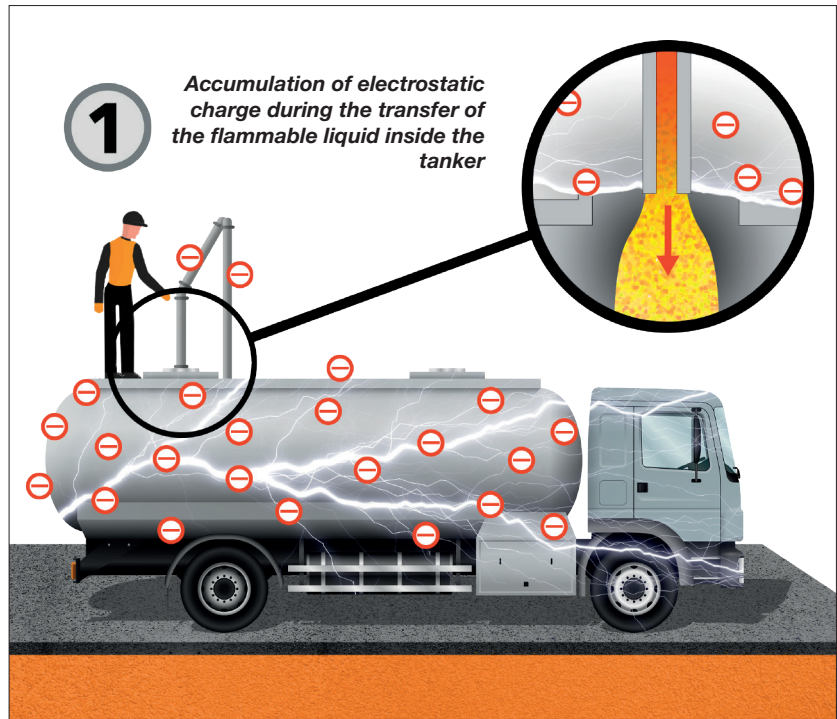 1
Accumulation of electrostatic
charge during the transfer of
the flammable liquid inside the
tanker